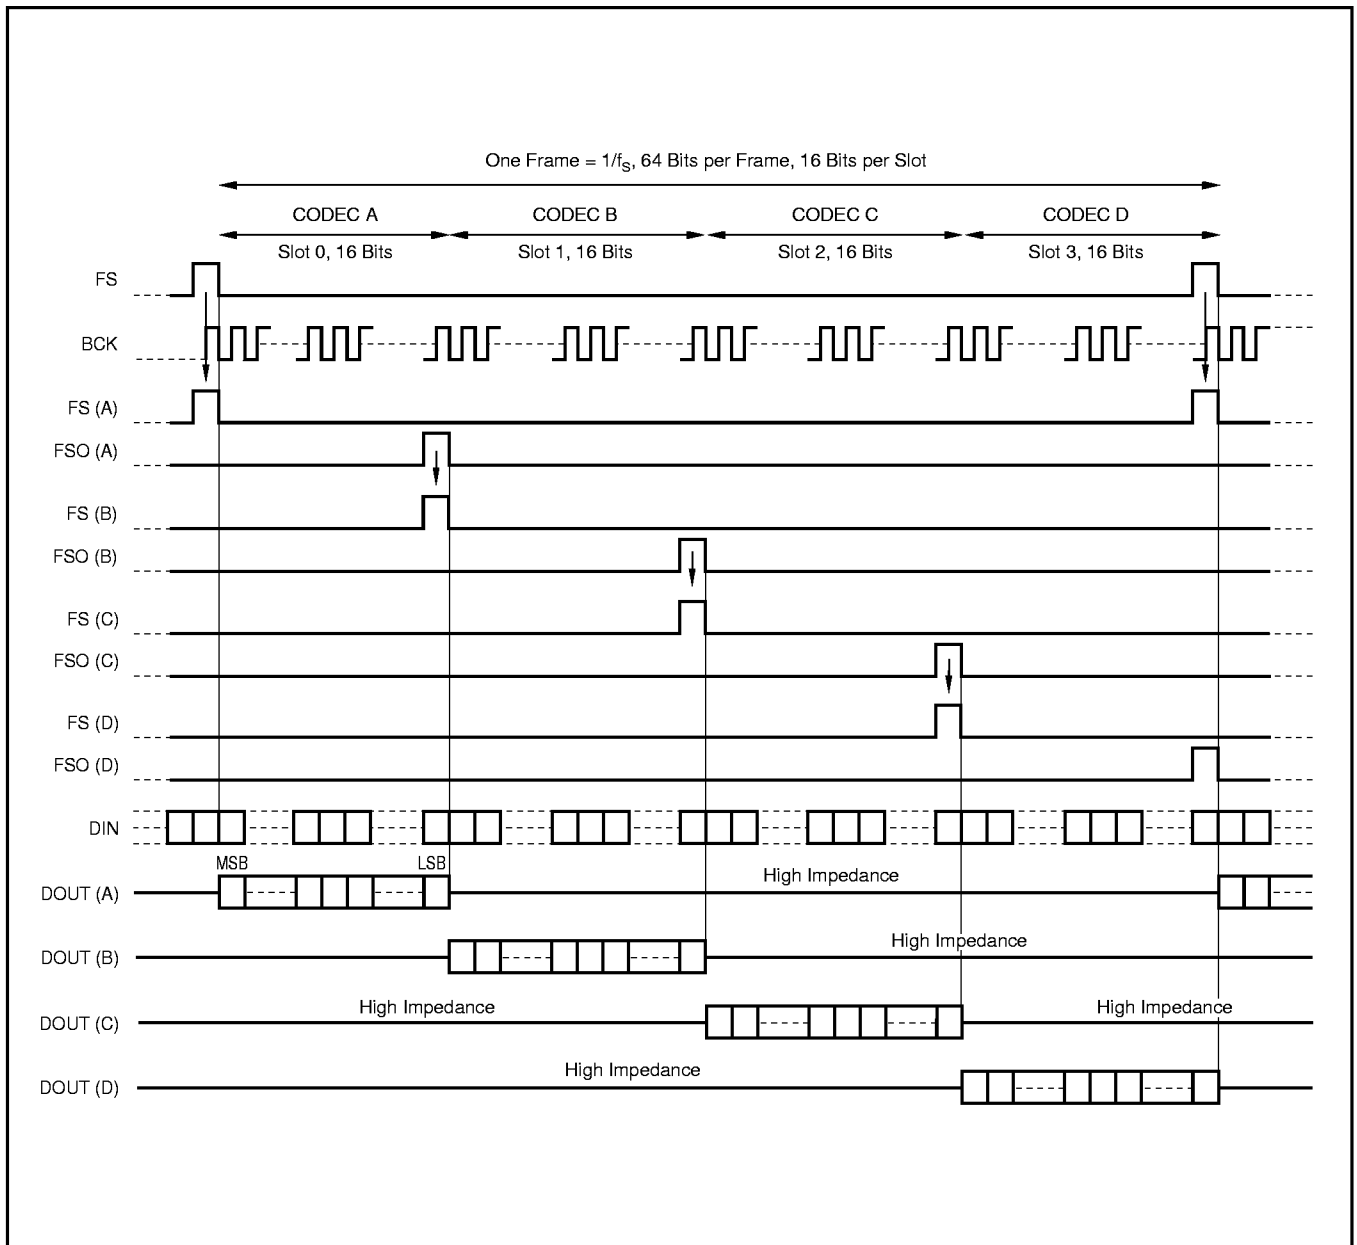 One Frame = 1/fS, 64 Bits per Frame, 16 Bits per Slot
CODEC A CODEC B CODEC C CODEC D
Slot 0, 16 Bits Slot 1, 16 Bits Slot 2, 16 Bits Slot 3, 16 Bits
FS
BCK
FS (A)
FSO (A)
FS (B)
FSO (B)
FS (C)
FSO (C)
FS (D)
FSO (D)
DIN
MSB LSB
High Impedance
DOUT (A)
High Impedance
DOUT (B)
High Impedance High Impedance
DOUT (C)
High Impedance
DOUT (D)